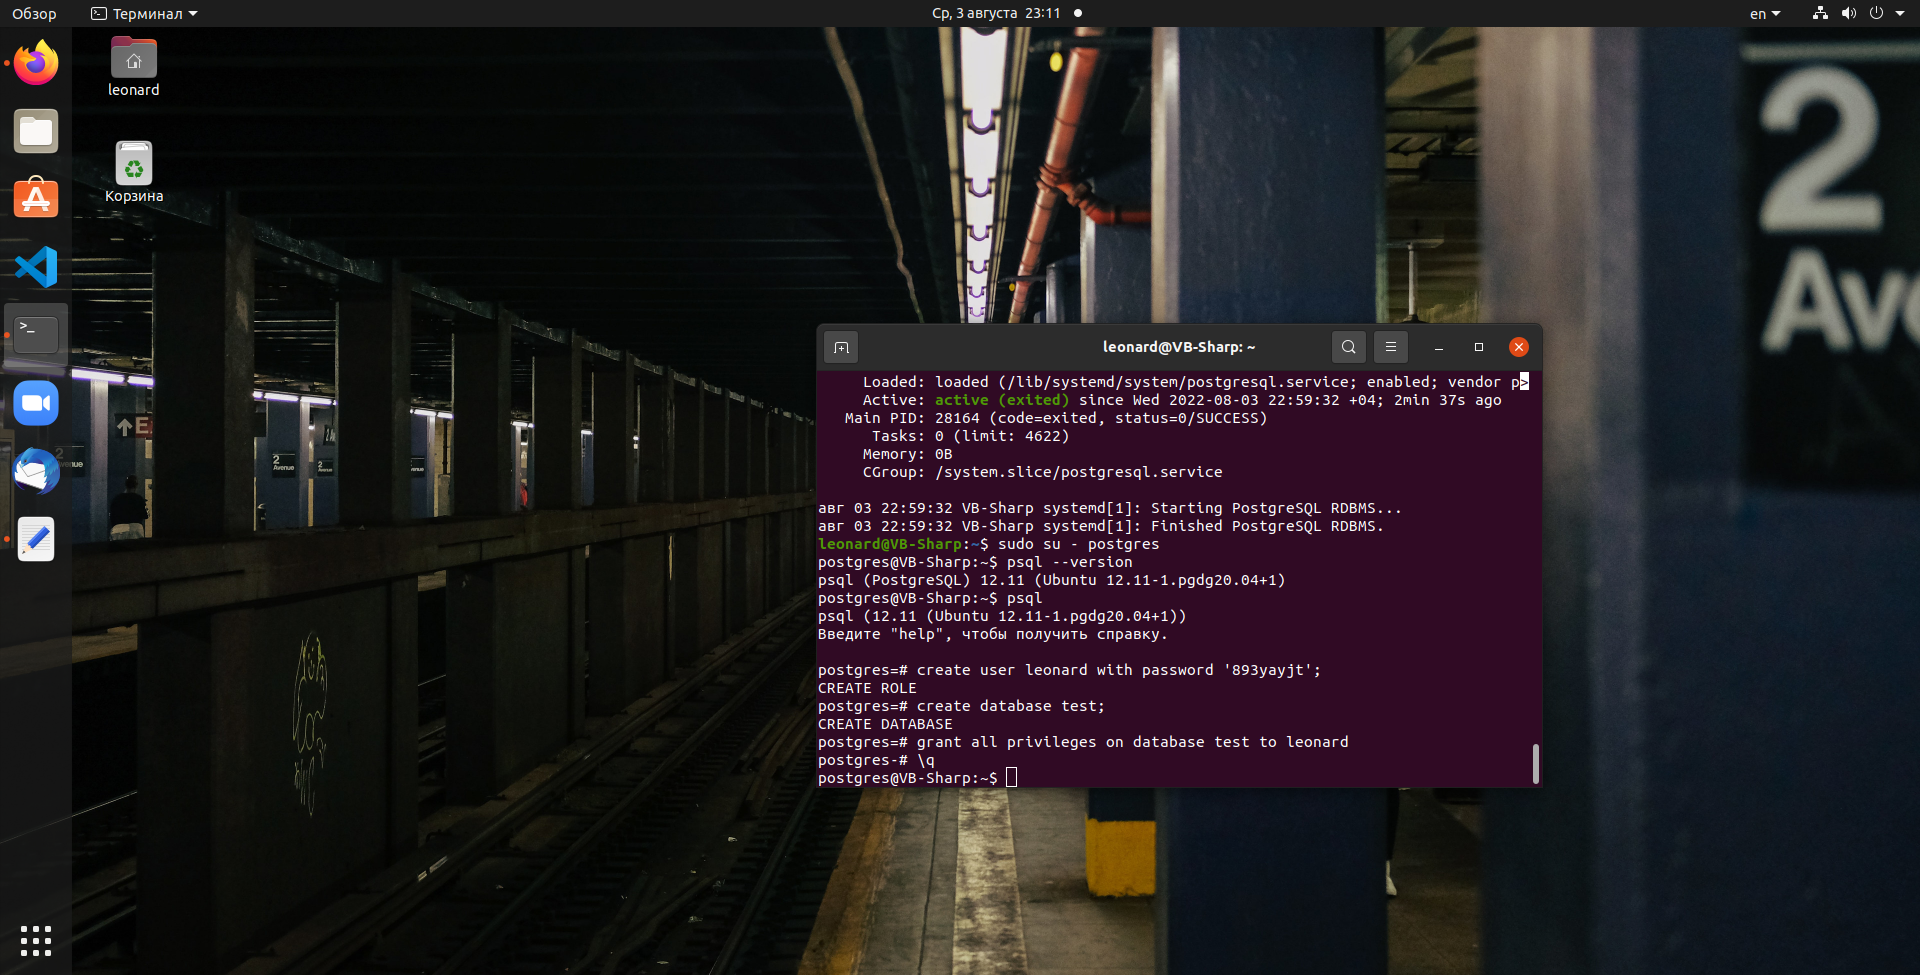 Обзор
Терминал
Ср, 3 августа 23:11
en
leonard
Корзина
2
Aven
2
Avenue
2
leonard@VB-Sharp: ~
Loaded: loaded (/lib/systemd/system/postgresql.service; enabled; vendor p>
Active: active (exited) since Wed 2022-08-03 22:59:32 +04; 2min 37s ago
Main PID: 28164 (code=exited, status=0/SUCCESS)
Tasks: 0 (limit: 4622)
Memory: 0B
CGroup: /system.slice/postgresql.service
авг 03 22:59:32 VB-Sharp systemd[1]: Starting PostgreSQL RDBMS...
авг 03 22:59:32 VB-Sharp systemd[1]: Finished PostgreSQL RDBMS.
leonard@VB-Sharp:~$ sudo su - postgres
postgres@VB-Sharp:~$ psql --version
psql (PostgreSQL) 12.11 (Ubuntu 12.11-1.pgdg20.04+1)
postgres@VB-Sharp:~$ psql
psql (12.11 (Ubuntu 12.11-1.pgdg20.04+1))
Введите "help", чтобы получить справку.
postgres=# create user leonard with password '893yayjt';
CREATE ROLE
postgres=# create database test;
CREATE DATABASE
postgres=# grant all privileges on database test to leonard
postgres-# \q
postgres@VB-Sharp:~$